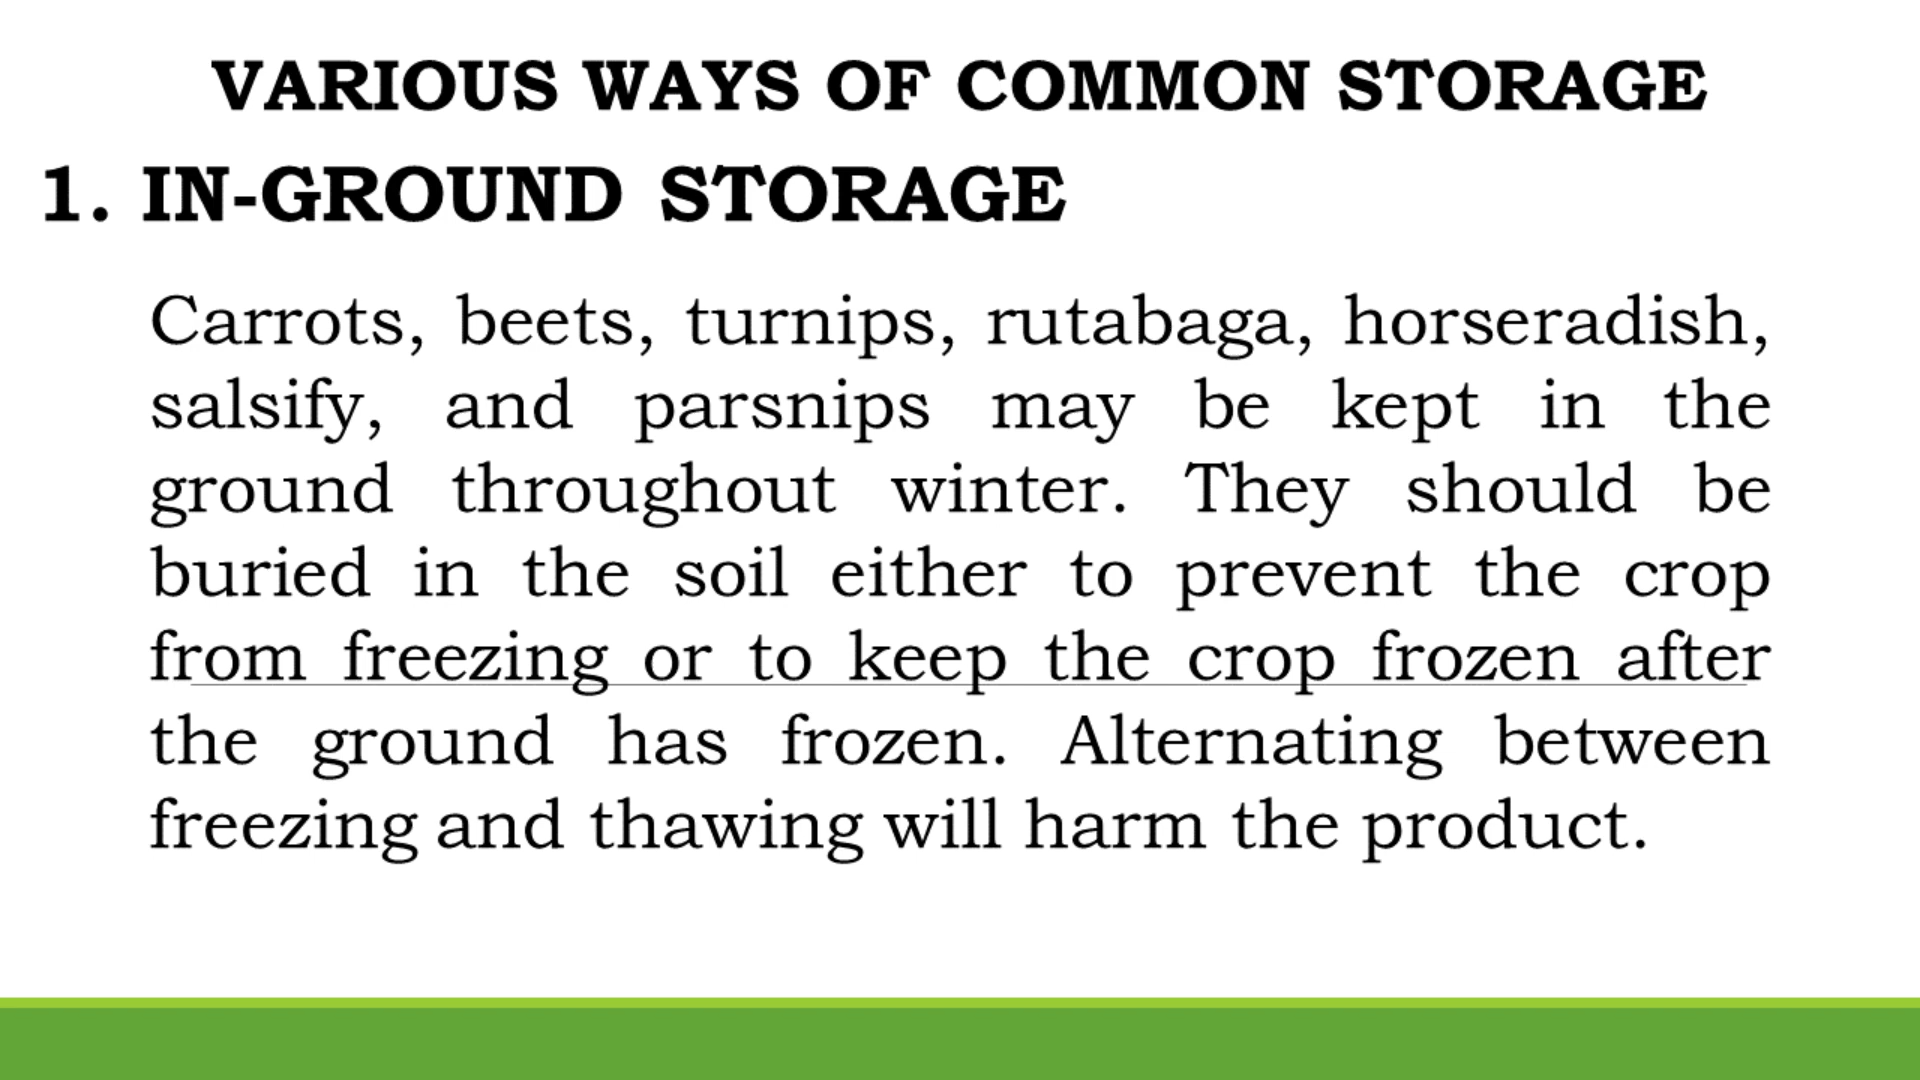 VARIOUS WAYS OF COMMON STORAGE
1. IN-GROUND STORAGE
Carrots, beets, turnips, rutabaga, horseradish,
salsify, and parsnips may be kept in the
ground throughout winter. They should be
buried in the soil either to prevent the crop
from freezing or to keep the crop frozen after
the ground has frozen. Alternating between
freezing and thawing will harm the product.